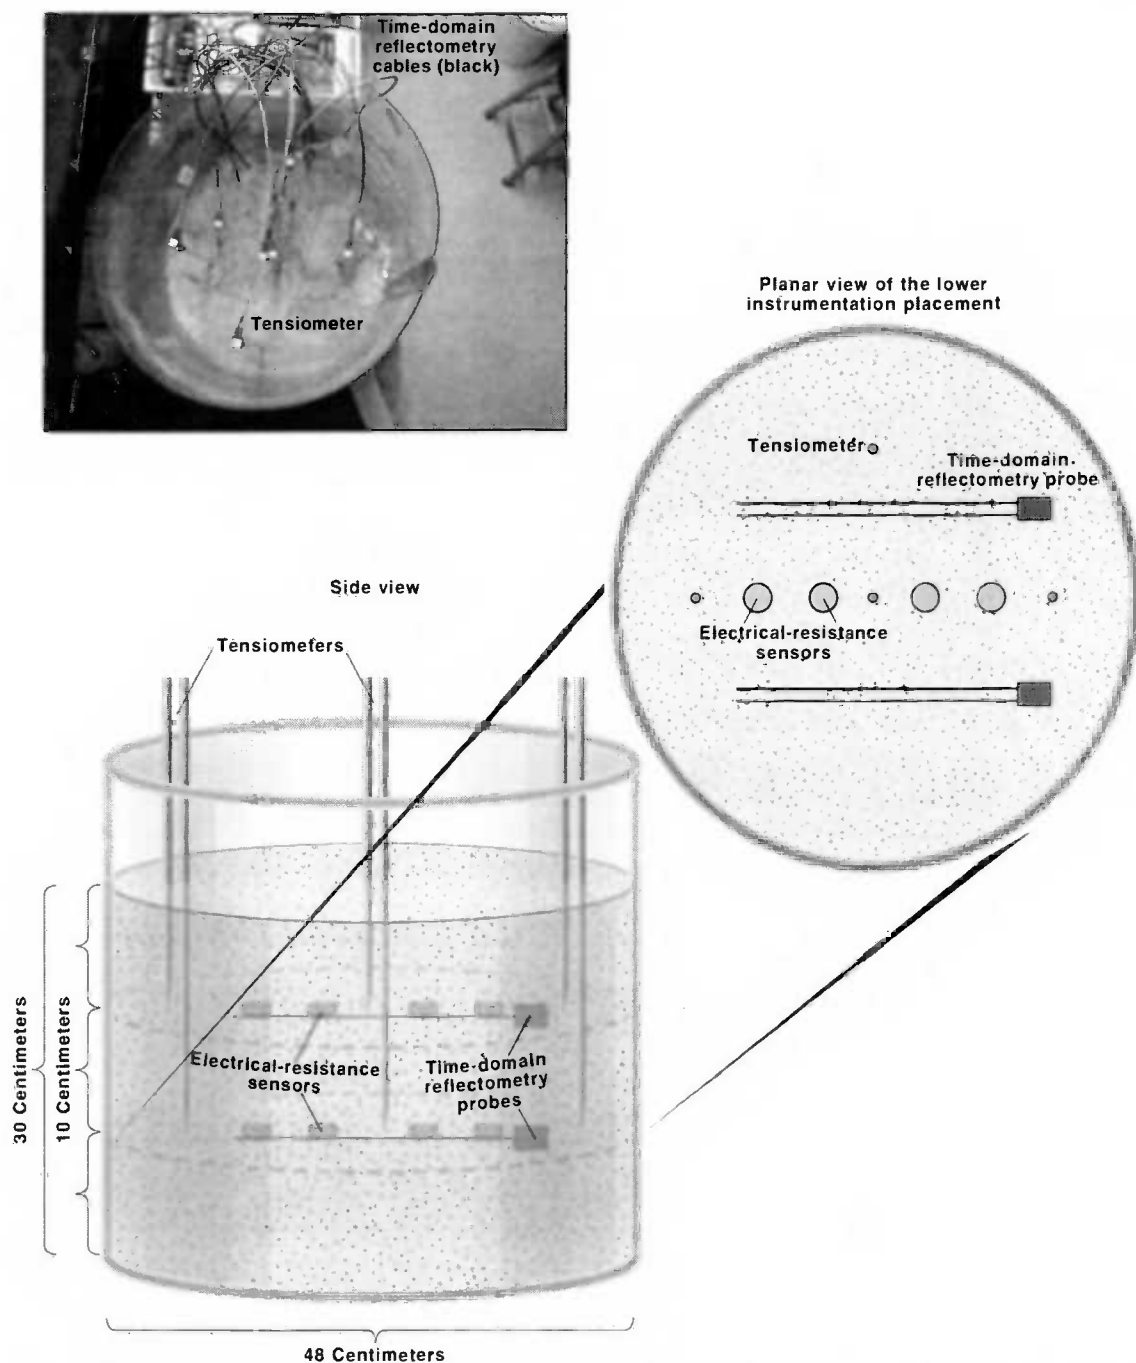 Time-domain
reflectometry
cables (black)
Tensiometer
Planar view of the lower
instrumentation placement
Tensiometer
Time-domain
reflectometry probe
Electrical-resistance
sensors
Side view
Tensiometers
Electrical-resistance
sensors
Time-domain
reflectometry
probes
30 Centimeters
10 Centimeters
48 Centimeters